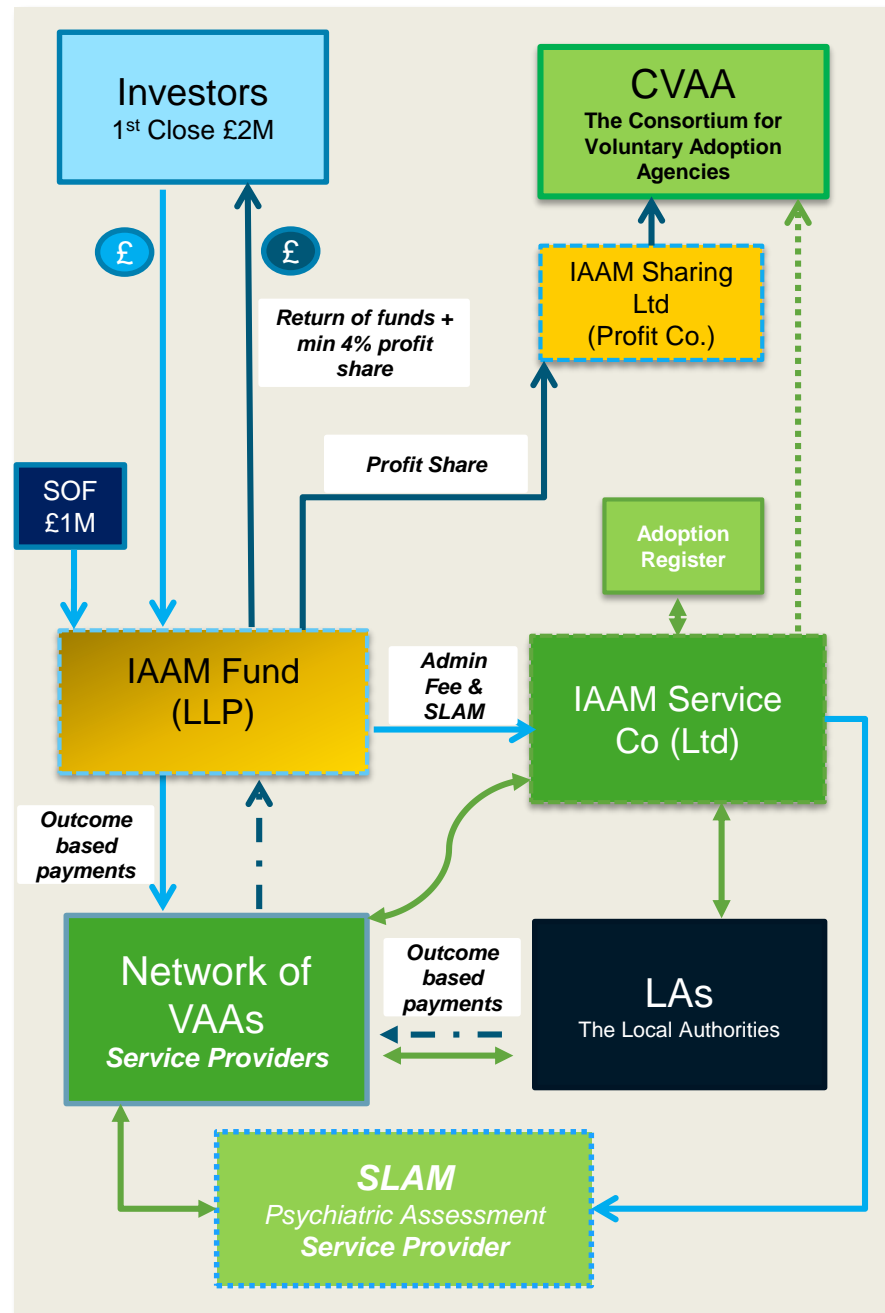 Investors
1st Close £2M
CVAA
The Consortium for
Voluntary Adoption
Agencies
£
£
IAAM Sharing
Ltd
(Profit Co.)
Return of funds +
min 4% profit
share
Profit Share
SOF
£1M
Adoption
Register
IAAM Fund
(LLP)
Admin
Fee &
SLAM
IAAM Service
Co (Ltd)
Outcome
based
payments
Network of
VAAs
Service Providers
Outcome
based
payments
LAs
The Local Authorities
SLAM
Psychiatric Assessment
Service Provider